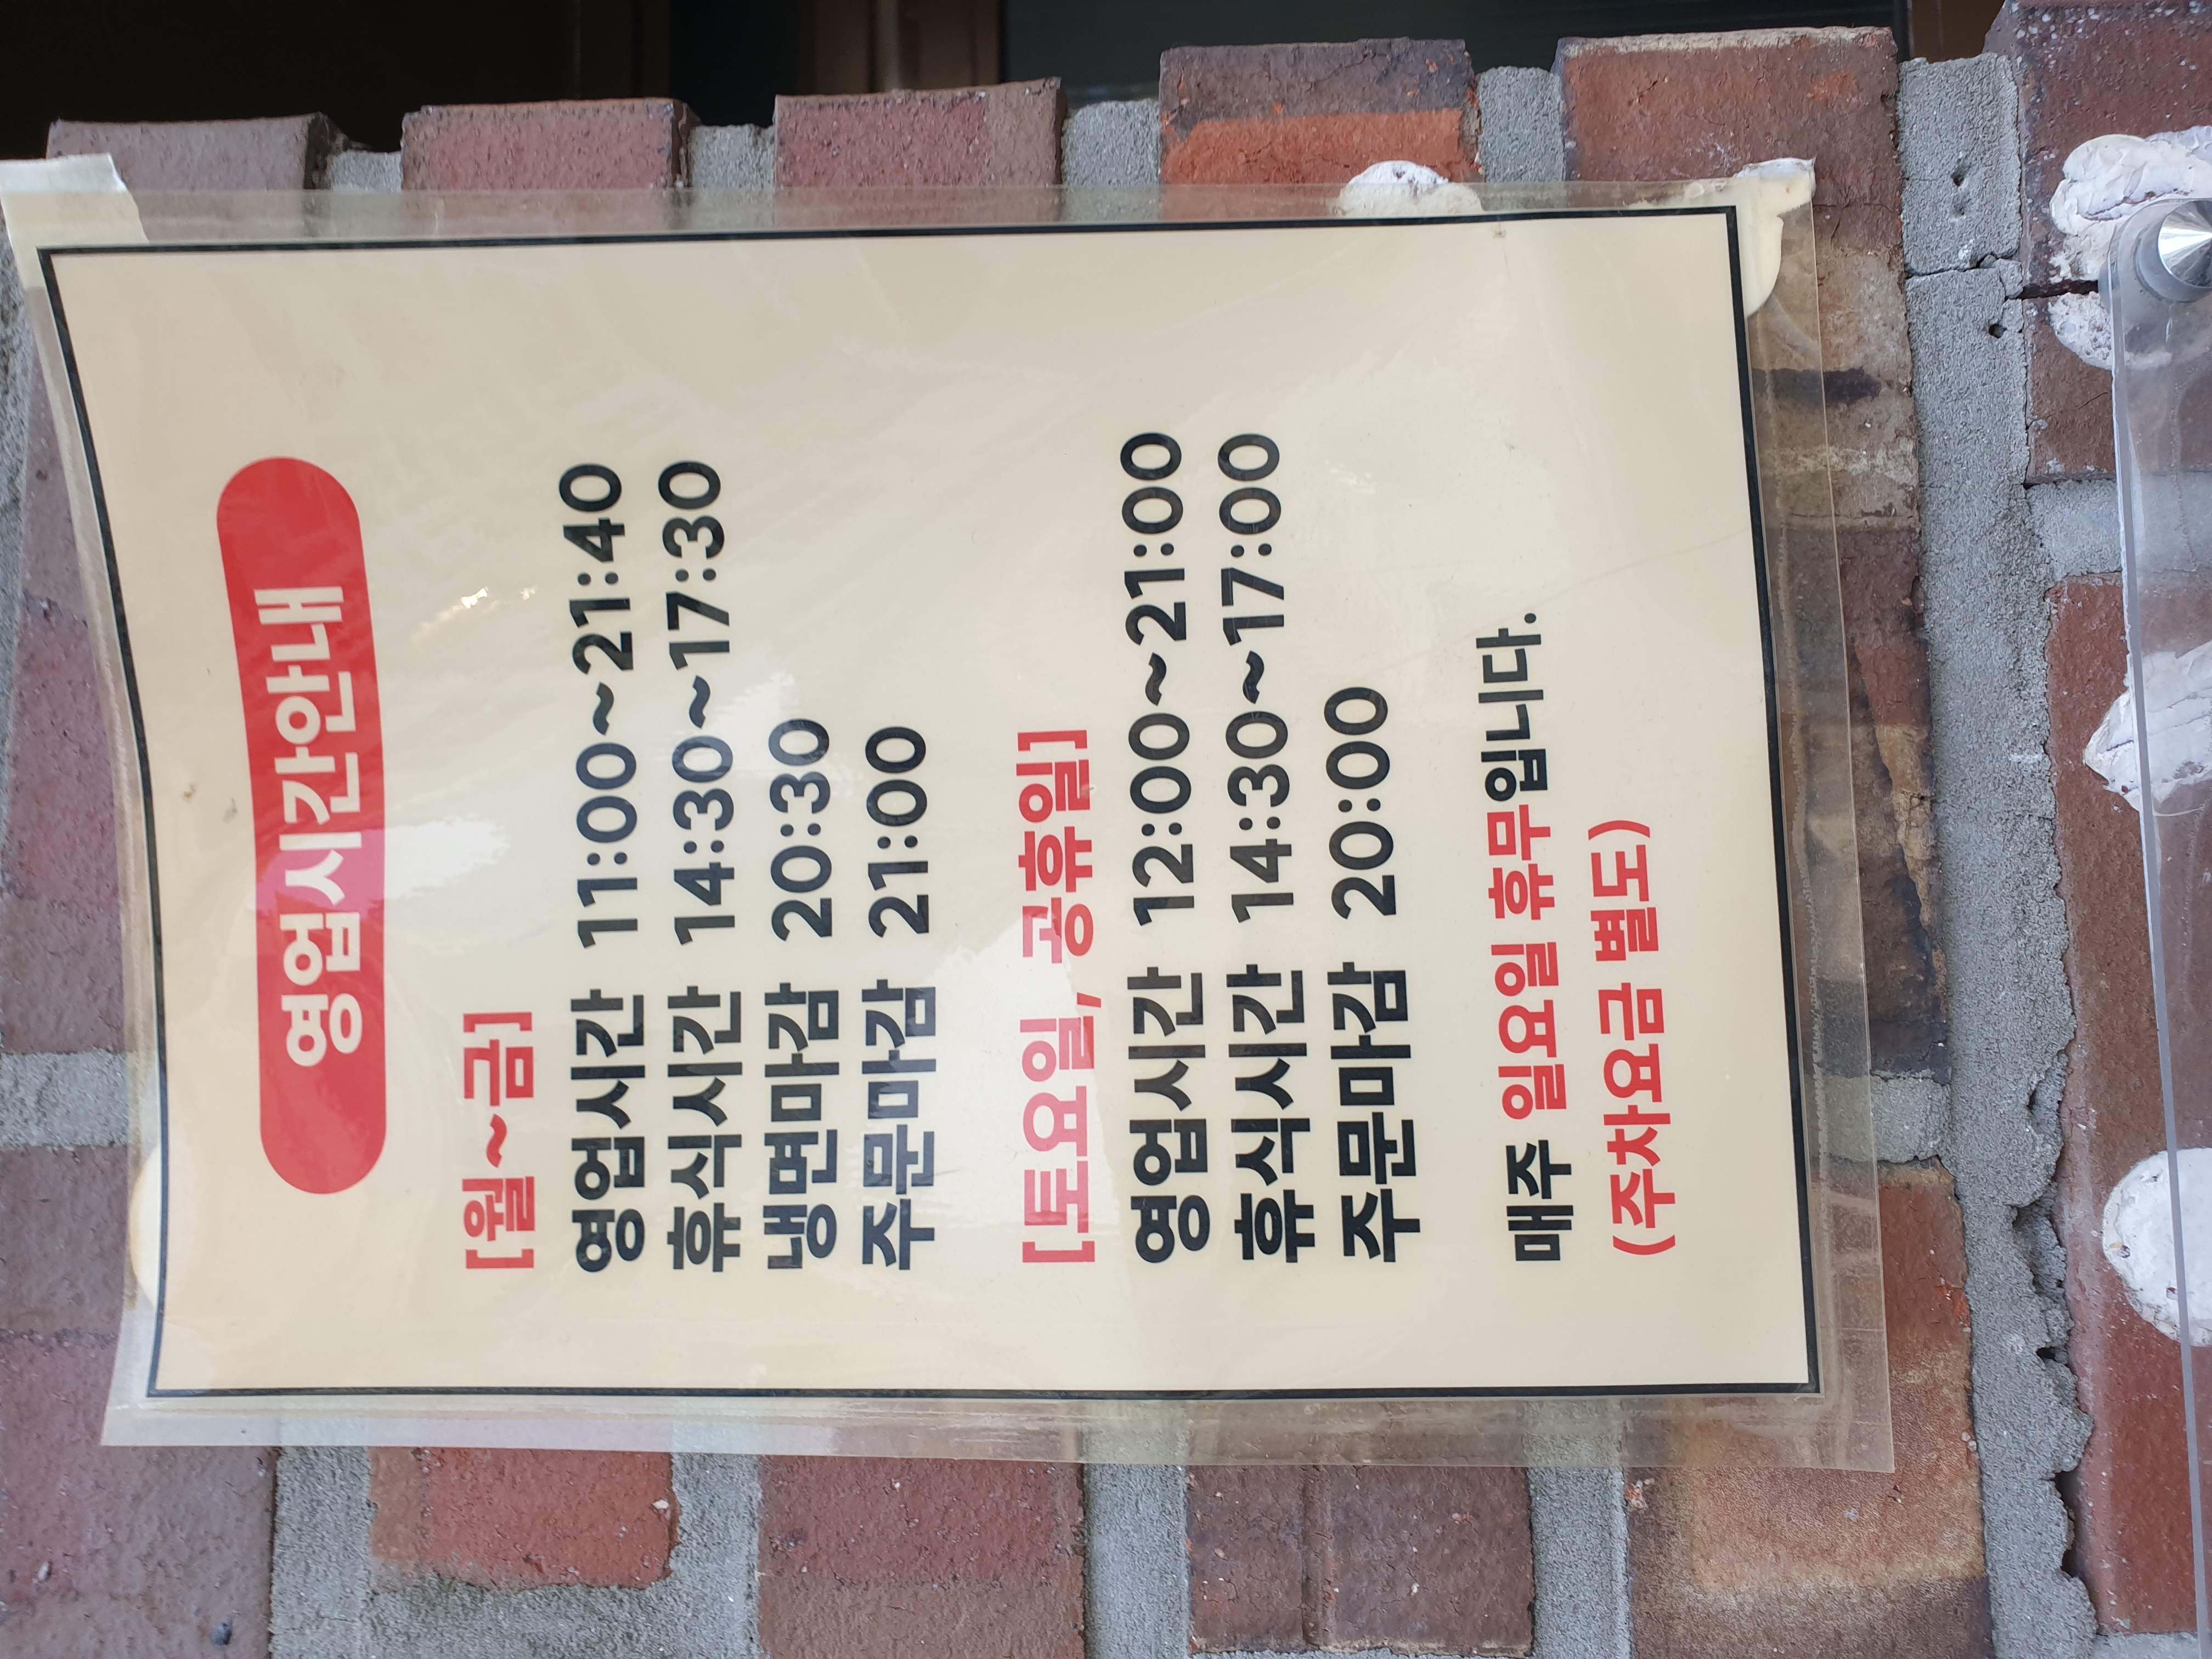 영업시간안내
[월~금]
영업시간 11:00~21:40
휴식시간 14:30~17:30
냉면마감 20:30
주문마감 21:00
[토요일, 공휴일]
영업시간 12:00~21:00
휴식시간 14:30~17:00
주문마감 20:00
매주 일요일 휴무입니다.
(주차요금 별도)